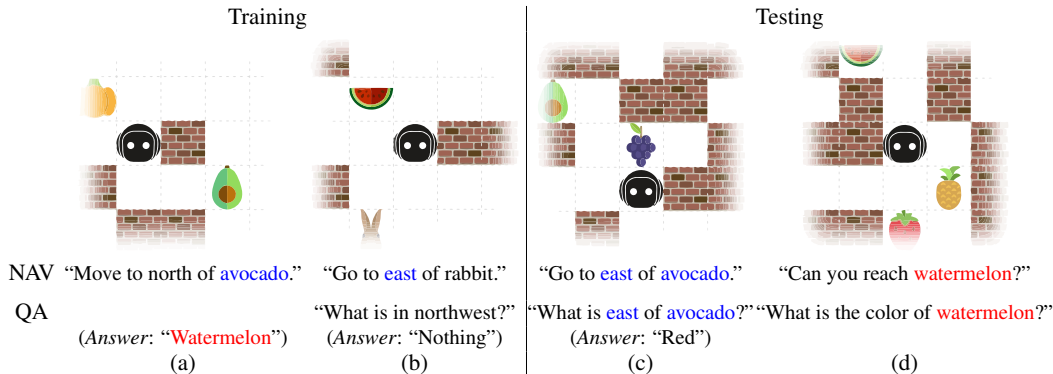 Training
Testing
NAV "Move to north of avocado." "Go to east of rabbit." "Go to east of avocado." "Can you reach watermelon?"
QA "What is in northwest?" "What is east of avocado?" "What is the color of watermelon?"
(Answer: "Watermelon") (Answer: "Nothing") (Answer: "Red")
(a) (b) (c) (d)